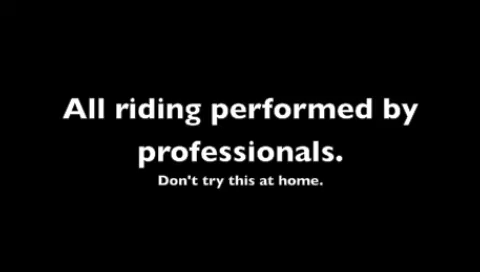 All riding performed by
professionals.
Don't try this at home.